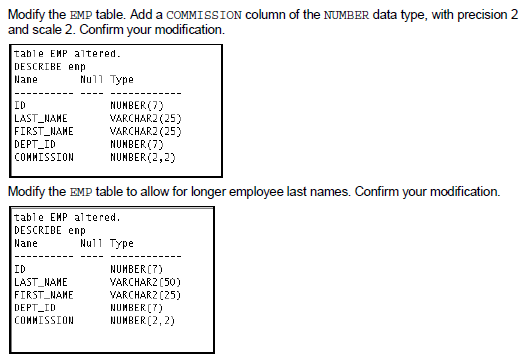 Modify the EMP table. Add a COMMISSION column of the NUMBER data type, with precision 2
and scale 2. Confirm your modification.
table EMP altered.
DESCRIBE emp
Name Null Type
---------- ---- ------------
ID NUMBER(7)
LAST_NAME VARCHAR2(25)
FIRST_NAME VARCHAR2(25)
DEPT_ID NUMBER(7)
COMMISSION NUMBER(2,2)
Modify the EMP table to allow for longer employee last names. Confirm your modification.
table EMP altered.
DESCRIBE emp
Name Null Type
---------- ---- ------------
ID NUMBER(7)
LAST_NAME VARCHAR2(50)
FIRST_NAME VARCHAR2(25)
DEPT_ID NUMBER(7)
COMMISSION NUMBER(2,2)